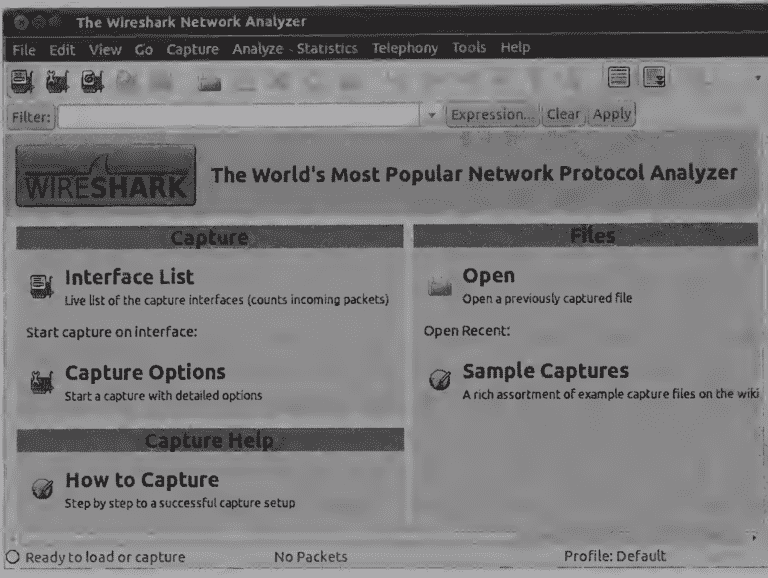 The Wireshark Network Analyzer
File Edit View Go Capture Analyze Statistics Telephony Tools Help
Filter: Expression... Clear Apply
WIRESHARK The World's Most Popular Network Protocol Analyzer
Capture
Interface List
Live list of the capture interfaces (counts incoming packets)
Start capture on interface:
Capture Options
Start a capture with detailed options
Capture Help
How to Capture
Step by step to a successful capture setup
Files
Open
Open a previously captured file
Open Recent:
Sample Captures
A rich assortment of example capture files on the wiki
Ready to load or capture No Packets Profile: Default